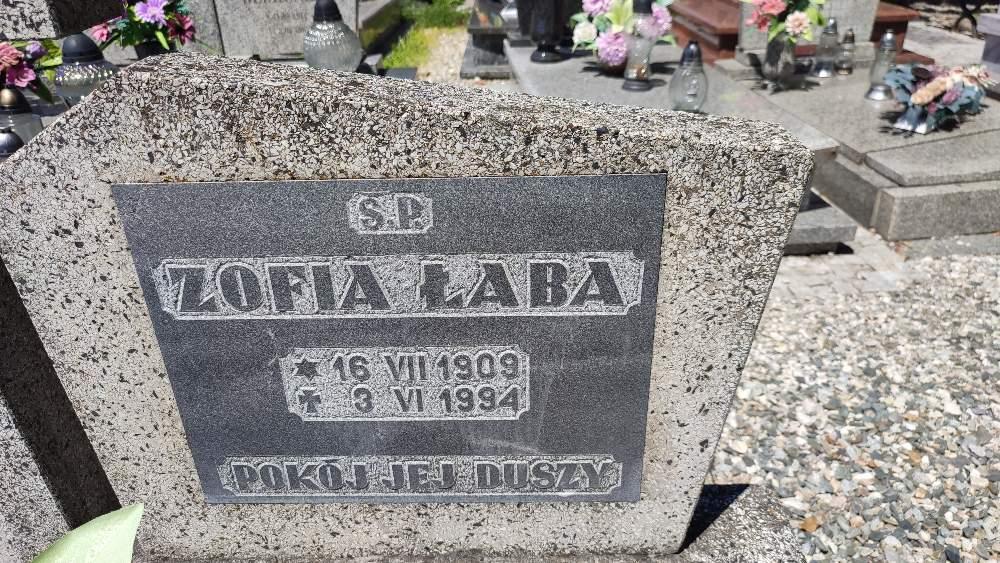 Ś.P.
ZOFIA ŁABA
✶ 16 VII 1909
✝ 3 VI 1994
POKÓJ JEJ DUSZY